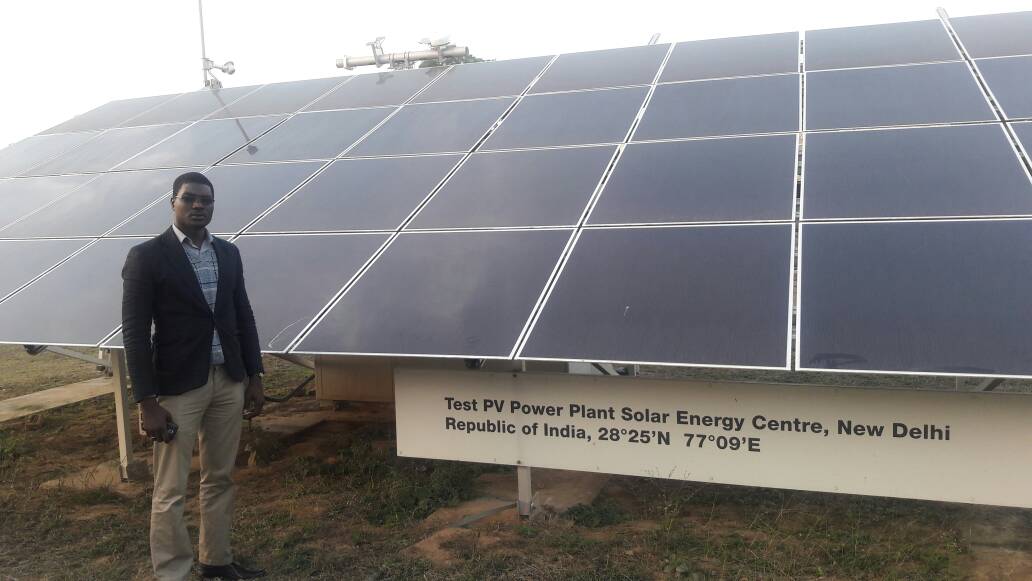 Test PV Power Plant Solar Energy Centre, New Delhi
Republic of India, 28°25'N 77°09'E